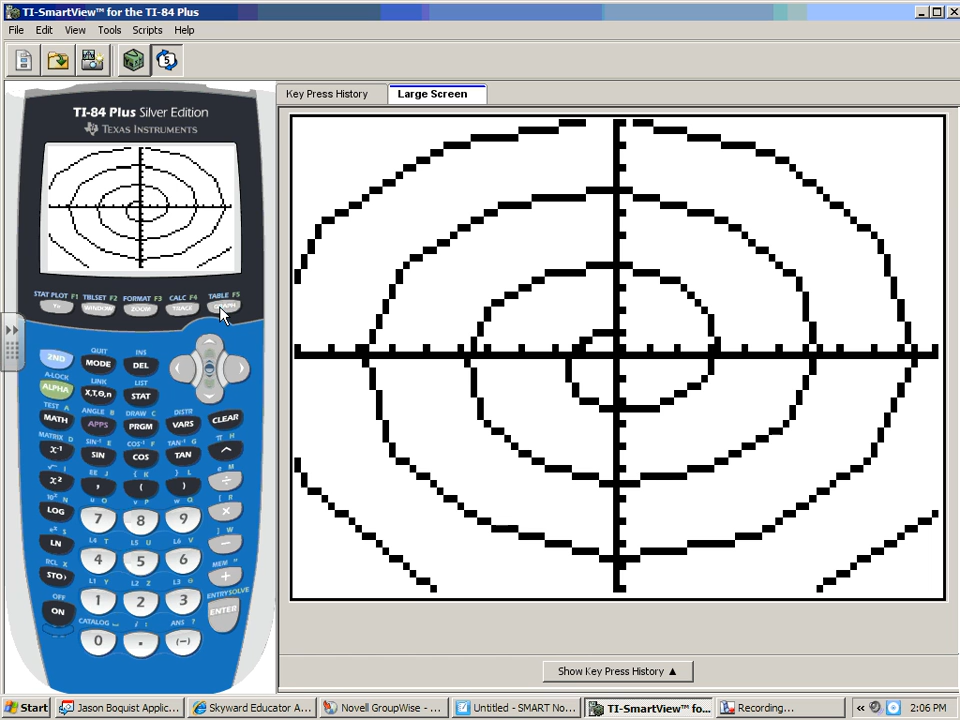 TI-SmartView™ for the TI-84 Plus
File Edit View Tools Scripts Help
5
Key Press History Large Screen
TI-84 Plus Silver Edition
TEXAS INSTRUMENTS
STAT PLOT F1 TBLSET F2 FORMAT F3 CALC F4 TABLE F5
Y= WINDOW ZOOM TRACE GRAPH
QUIT INS
2ND MODE DEL
A-LOCK LINK LIST
ALPHA X,T,Θ,n STAT
TEST A ANGLE B DRAW C DISTR
MATH APPS PRGM VARS CLEAR
MATRIX D SIN⁻¹ E COS⁻¹ F TAN⁻¹ G π H
x⁻¹ SIN COS TAN ^
√ I EE J { K } L e M
x² , ( ) ÷
10ˣ N u O v P w Q [ R
LOG 7 8 9 ×
eˣ S L4 T L5 U L6 V ] W
LN 4 5 6 −
RCL X L1 Y L2 Z L3 θ MEM "
STO› 1 2 3 +
OFF CATALOG i : ANS ? ENTRY SOLVE
ON 0 . (−) ENTER
Show Key Press History ▲
Start Jason Boquist Applic... Skyward Educator A... Novell GroupWise - ... Untitled - SMART No... TI-SmartView™ fo... Recording... 2:06 PM